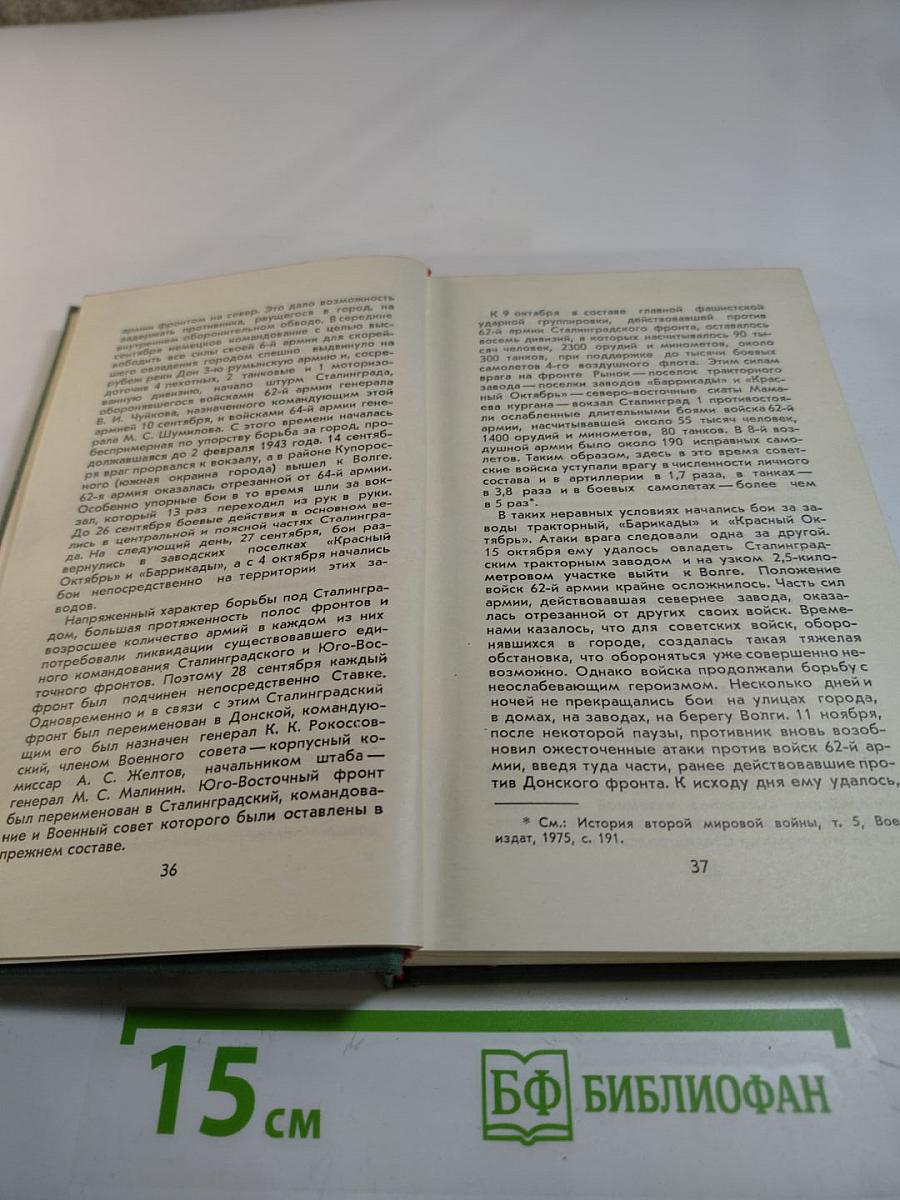 армии фронтом на север. Это дало возможность
задержать противника, рвущегося в город, на
внутреннем оборонительном обводе. В середине
сентября немецкое командование с целью выс-
вободить все силы своей 6-й армии для скорей-
шего овладения городом спешно выдвинуло на
рубеж реки Дон 3-ю румынскую армию и, сосре-
доточив 4 пехотных, 2 танковые и 1 моторизо-
ванную дивизию, начало штурм Сталинграда,
оборонявшегося войсками 62-й армии генерала
В. И. Чуйкова, назначенного командующим этой
армией 10 сентября, и войсками 64-й армии гене-
рала М. С. Шумилова. С этого времени началась
беспримерная по упорству борьба за город, про-
должавшаяся до 2 февраля 1943 года. 14 сентяб-
ря враг прорвался к вокзалу, а в районе Купорос-
ного (южная окраина города) вышел к Волге.
62-я армия оказалась отрезанной от 64-й армии.
Особенно упорные бои в то время шли за вок-
зал, который 13 раз переходил из рук в руки.
До 26 сентября боевые действия в основном ве-
лись в центральной и южной частях Сталингра-
да. На следующий день, 27 сентября, бои раз-
вернулись в заводских поселках «Красный
Октябрь» и «Баррикады», а с 4 октября начались
бои непосредственно на территории этих за-
водов.
Напряженный характер борьбы под Сталингра-
дом, большая протяженность полос фронтов и
возросшее количество армий в каждом из них
потребовали ликвидации существовавшего еди-
ного командования Сталинградского и Юго-Вос-
точного фронтов. Поэтому 28 сентября каждый
фронт был подчинен непосредственно Ставке.
Одновременно и в связи с этим Сталинградский
фронт был переименован в Донской, командую-
щим его был назначен генерал К. К. Рокоссов-
ский, членом Военного совета — корпусный ко-
миссар А. С. Желтов, начальником штаба —
генерал М. С. Малинин. Юго-Восточный фронт
был переименован в Сталинградский, командова-
ние и Военный совет которого были оставлены в
прежнем составе.
36
К 9 октября в составе главной фашистской
ударной группировки, действовавшей против
62-й армии Сталинградского фронта, оставалось
восемь дивизий, в которых насчитывалось 90 ты-
сяч человек, 2300 орудий и минометов, около
300 танков, при поддержке до тысячи боевых
самолетов 4-го воздушного флота. Этим силам
врага на фронте Рынок — поселок тракторного
завода — поселки заводов «Баррикады» и «Крас-
ный Октябрь» — северо-восточные скаты Мама-
ева кургана — вокзал Сталинград 1 противостоя-
ли ослабленные длительными боями войска 62-й
армии, насчитывавшей около 55 тысяч человек,
1400 орудий и минометов, 80 танков. В 8-й воз-
душной армии было около 190 исправных само-
летов. Таким образом, здесь в это время совет-
ские войска уступали врагу в численности личного
состава и в артиллерии в 1,7 раза, в танках —
в 3,8 раза и в боевых самолетах — более чем
в 5 раз*.
В таких неравных условиях начались бои за за-
воды тракторный, «Барикады» и «Красный Ок-
тябрь». Атаки врага следовали одна за другой.
15 октября ему удалось овладеть Сталинград-
ским тракторным заводом и на узком 2,5-кило-
метровом участке выйти к Волге. Положение
войск 62-й армии крайне осложнилось. Часть сил
армии, действовавшая севернее завода, оказа-
лась отрезанной от других своих войск. Време-
нами казалось, что для советских войск, оборо-
нявшихся в городе, создалась такая тяжелая
обстановка, что обороняться уже совершенно не-
возможно. Однако войска продолжали борьбу с
неослабевающим героизмом. Несколько дней и
ночей не прекращались бои на улицах города,
в домах, на заводах, на берегу Волги. 11 ноября,
после некоторой паузы, противник вновь возоб-
новил ожесточенные атаки против войск 62-й ар-
мии, введя туда части, ранее действовавшие про-
тив Донского фронта. К исходу дня ему удалось,
* См.: История второй мировой войны, т. 5, Вое
издат, 1975, с. 191.
37
15 см
БФ БИБЛИОФАН